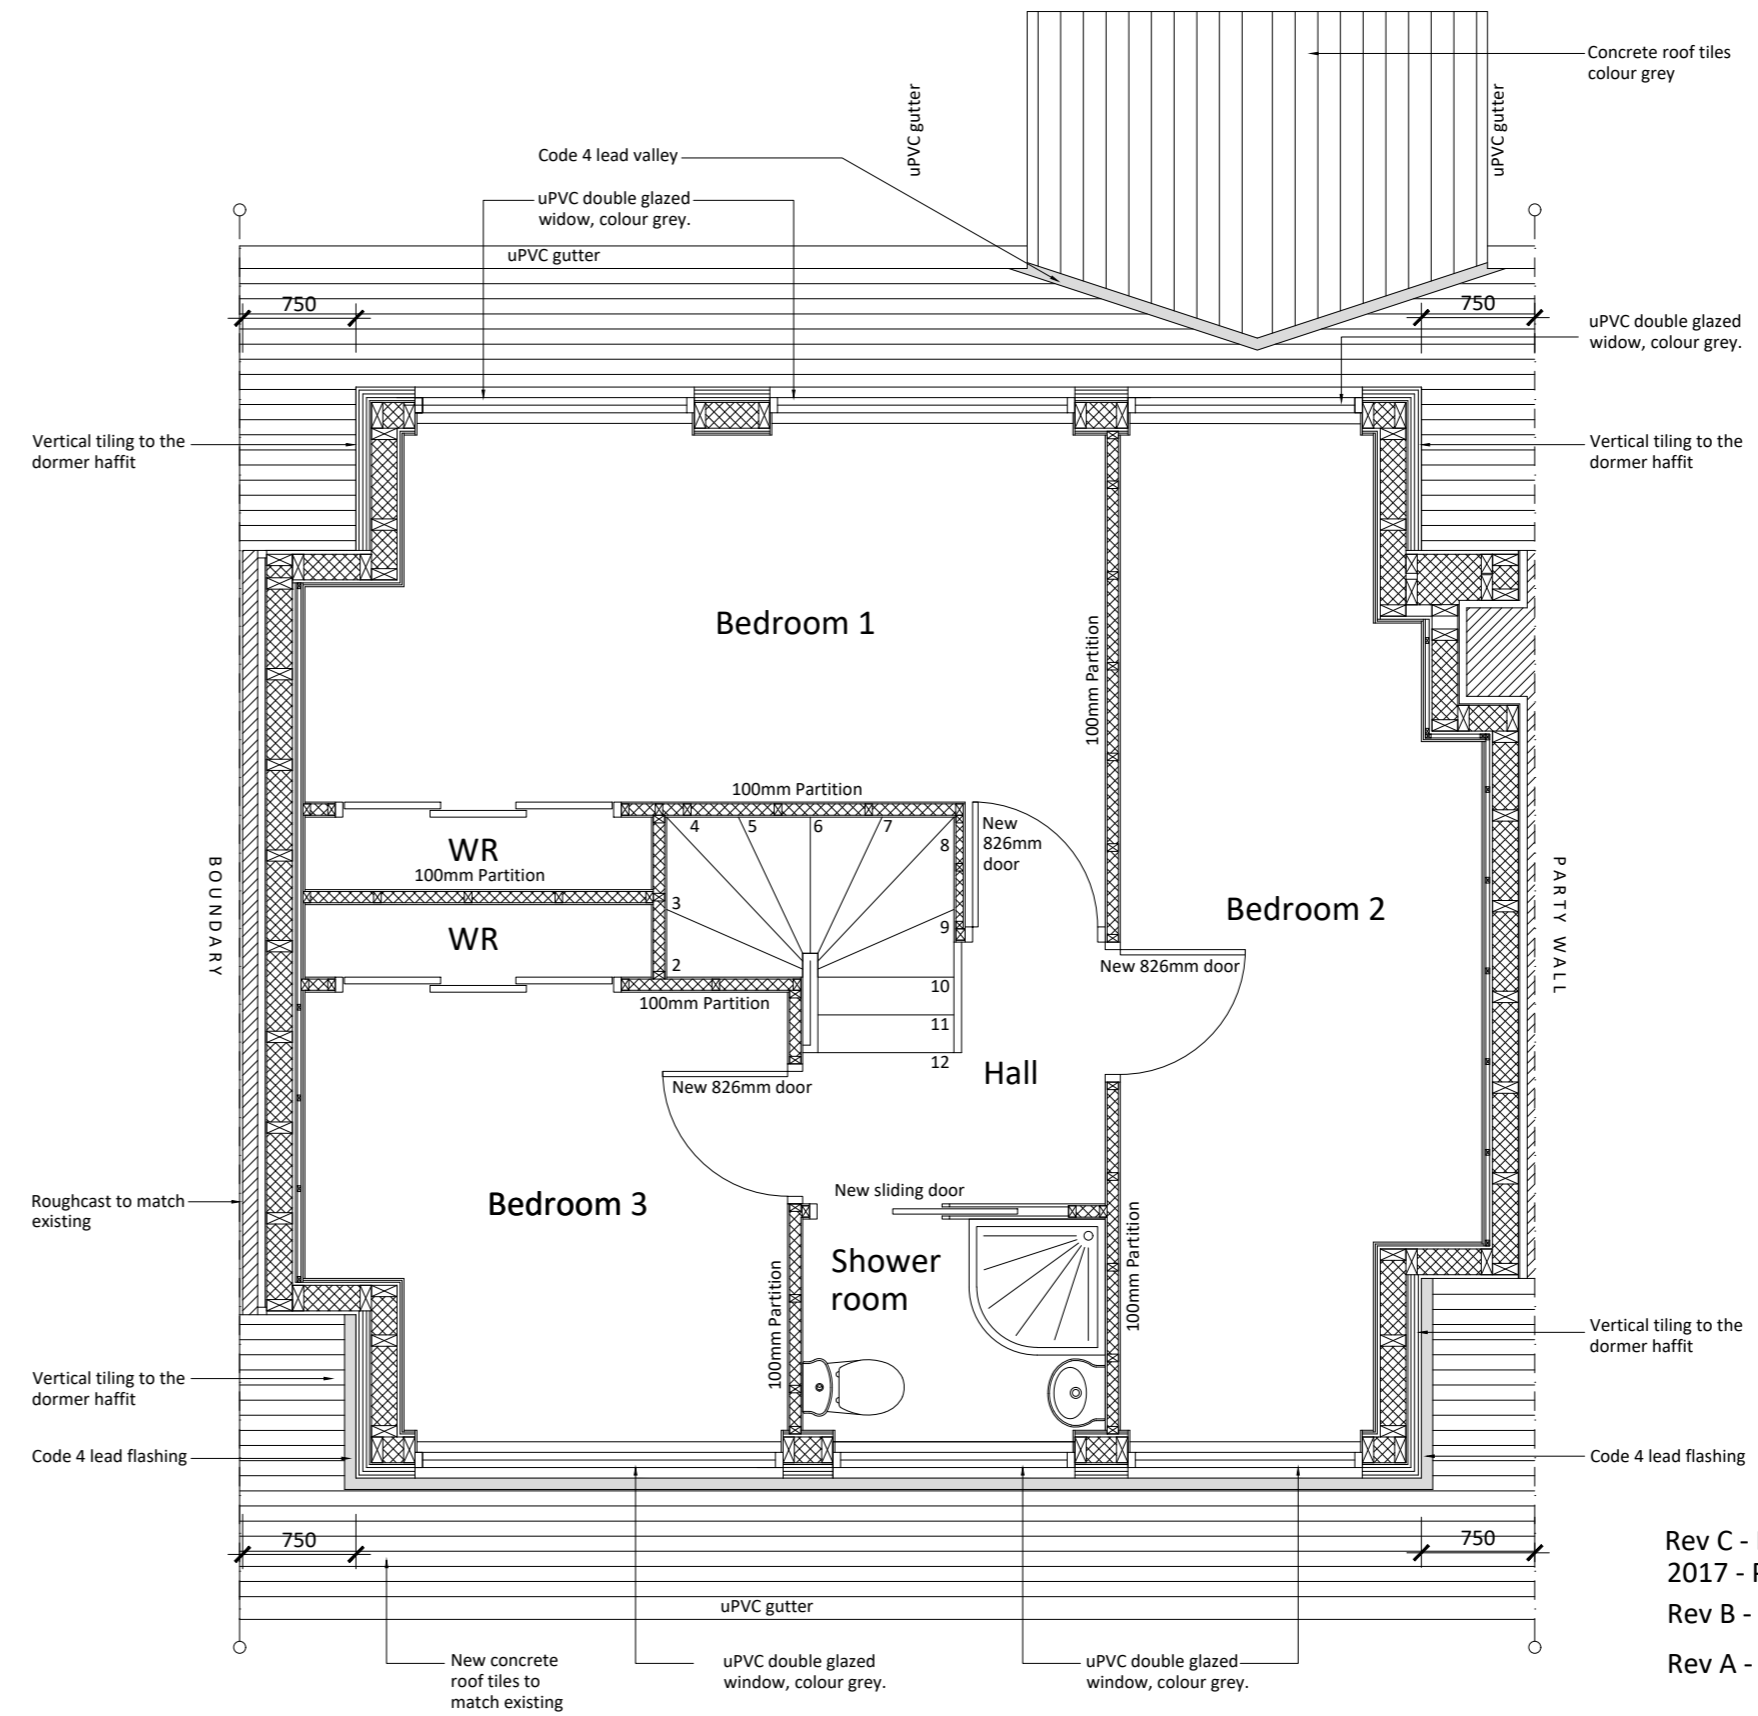 Concrete roof tiles
colour grey
uPVC gutter
uPVC gutter
Code 4 lead valley
uPVC double glazed
widow, colour grey.
uPVC gutter
750
750
uPVC double glazed
widow, colour grey.
Vertical tiling to the
dormer haffit
Vertical tiling to the
dormer haffit
Bedroom 1
100mm Partition
100mm Partition
4
5
6
7
8
New
826mm
door
WR
100mm Partition
BOUNDARY
PARTY WALL
3
9
Bedroom 2
WR
2
New 826mm door
100mm Partition
10
11
12
Hall
New 826mm door
Roughcast to match
existing
Bedroom 3
New sliding door
Shower
room
100mm Partition
100mm Partition
Vertical tiling to the
dormer haffit
Vertical tiling to the
dormer haffit
Code 4 lead flashing
Code 4 lead flashing
750
750
Rev C -
2017 -
Rev B -
Rev A -
uPVC gutter
New concrete
roof tiles to
match existing
uPVC double glazed
window, colour grey.
uPVC double glazed
window, colour grey.